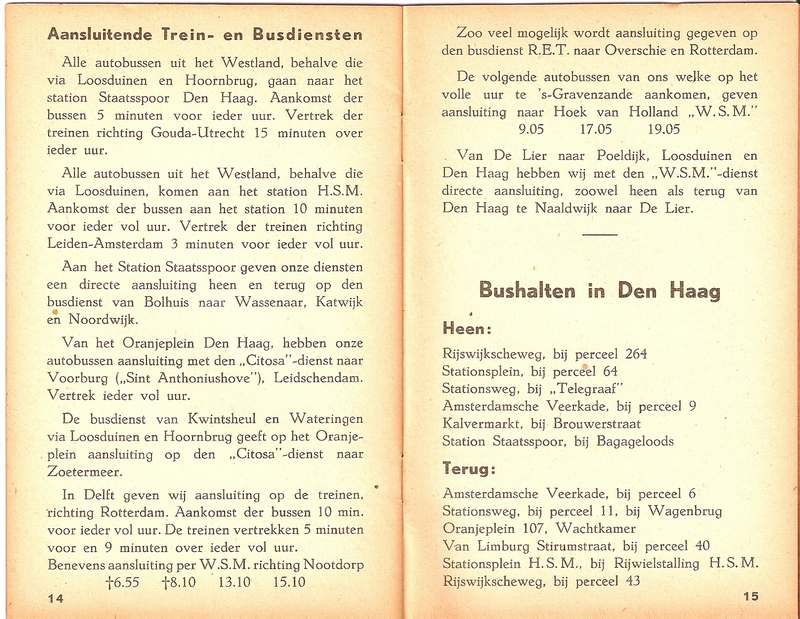 Aansluitende Trein- en Busdiensten
Alle autobussen uit het Westland, behalve die
via Loosduinen en Hoornbrug, gaan naar het
station Staatsspoor Den Haag. Aankomst der
bussen 5 minuten voor ieder uur. Vertrek der
treinen richting Gouda-Utrecht 15 minuten over
ieder uur.
Alle autobussen uit het Westland, behalve die
via Loosduinen, komen aan het station H.S.M.
Aankomst der bussen aan het station 10 minuten
voor ieder vol uur. Vertrek der treinen richting
Leiden-Amsterdam 3 minuten voor ieder vol uur.
Aan het Station Staatsspoor geven onze diensten
een directe aansluiting heen en terug op den
busdienst van Bolhuis naar Wassenaar, Katwijk
en Noordwijk.
Van het Oranjeplein Den Haag, hebben onze
autobussen aansluiting met den „Citosa"-dienst naar
Voorburg („Sint Anthoniushove"), Leidschendam.
Vertrek ieder vol uur.
De busdienst van Kwintsheul en Wateringen
via Loosduinen en Hoornbrug geeft op het Oranje-
plein aansluiting op den „Citosa"-dienst naar
Zoetermeer.
In Delft geven wij aansluiting op de treinen,
richting Rotterdam. Aankomst der bussen 10 min.
voor ieder vol uur. De treinen vertrekken 5 minuten
voor en 9 minuten over ieder vol uur.
Benevens aansluiting per W.S.M. richting Nootdorp
†6.55 †8.10 13.10 15.10
14
Zoo veel mogelijk wordt aansluiting gegeven op
den busdienst R.E.T. naar Overschie en Rotterdam.
De volgende autobussen van ons welke op het
volle uur te 's-Gravenzande aankomen, geven
aansluiting naar Hoek van Holland „W.S.M."
9.05 17.05 19.05
Van De Lier naar Poeldijk, Loosduinen en
Den Haag hebben wij met den „W.S.M."-dienst
directe aansluiting, zoowel heen als terug van
Den Haag te Naaldwijk naar De Lier.
Bushalten in Den Haag
Heen:
Rijswijkscheweg, bij perceel 264
Stationsplein, bij perceel 64
Stationsweg, bij „Telegraaf"
Amsterdamsche Veerkade, bij perceel 9
Kalvermarkt, bij Brouwerstraat
Station Staatsspoor, bij Bagageloods
Terug:
Amsterdamsche Veerkade, bij perceel 6
Stationsweg, bij perceel 11, bij Wagenbrug
Oranjeplein 107, Wachtkamer
Van Limburg Stirumstraat, bij perceel 40
Stationsplein H.S.M., bij Rijwielstalling H.S.M.
Rijswijkscheweg, bij perceel 43
15